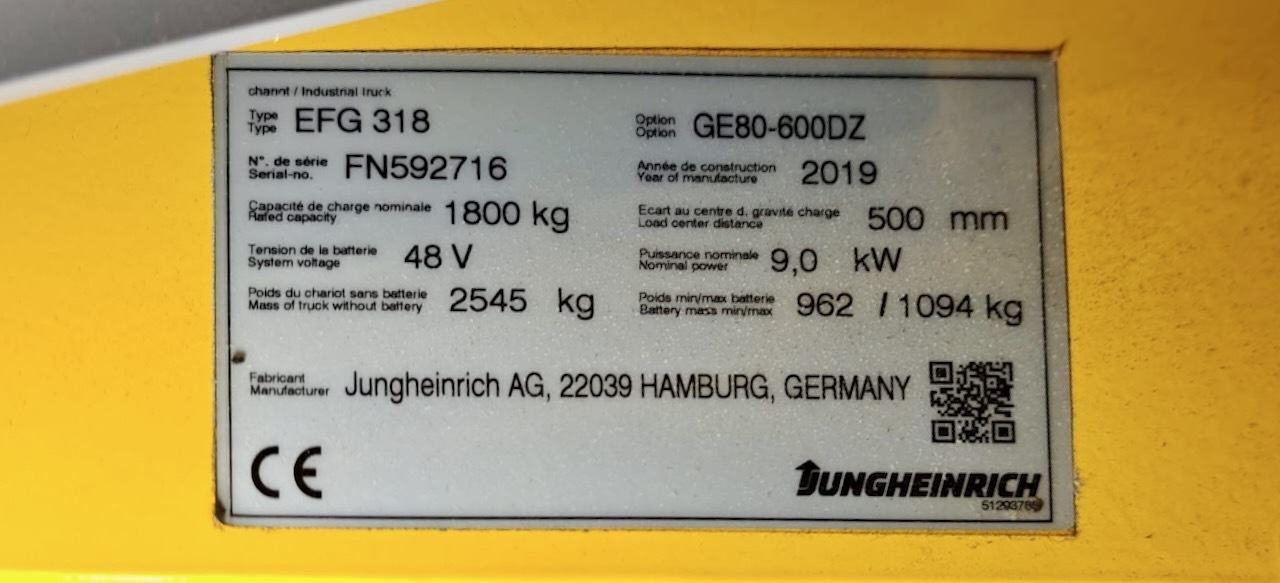 chariot / Industrial truck
Type EFG 318 Option GE80-600DZ
Type Option
N°. de série FN592716 Année de construction 2019
Serial-no. Year of manufacture
Capacité de charge nominale 1800 kg Ecart au centre d. gravité charge 500 mm
Rated capacity Load center distance
Tension de la batterie 48 V Puissance nominale 9,0 kW
System voltage Nominal power
Poids du chariot sans batterie 2545 kg Poids min/max batterie 962 / 1094 kg
Mass of truck without battery Battery mass min/max
Fabricant Jungheinrich AG, 22039 HAMBURG, GERMANY
Manufacturer
CE
JUNGHEINRICH